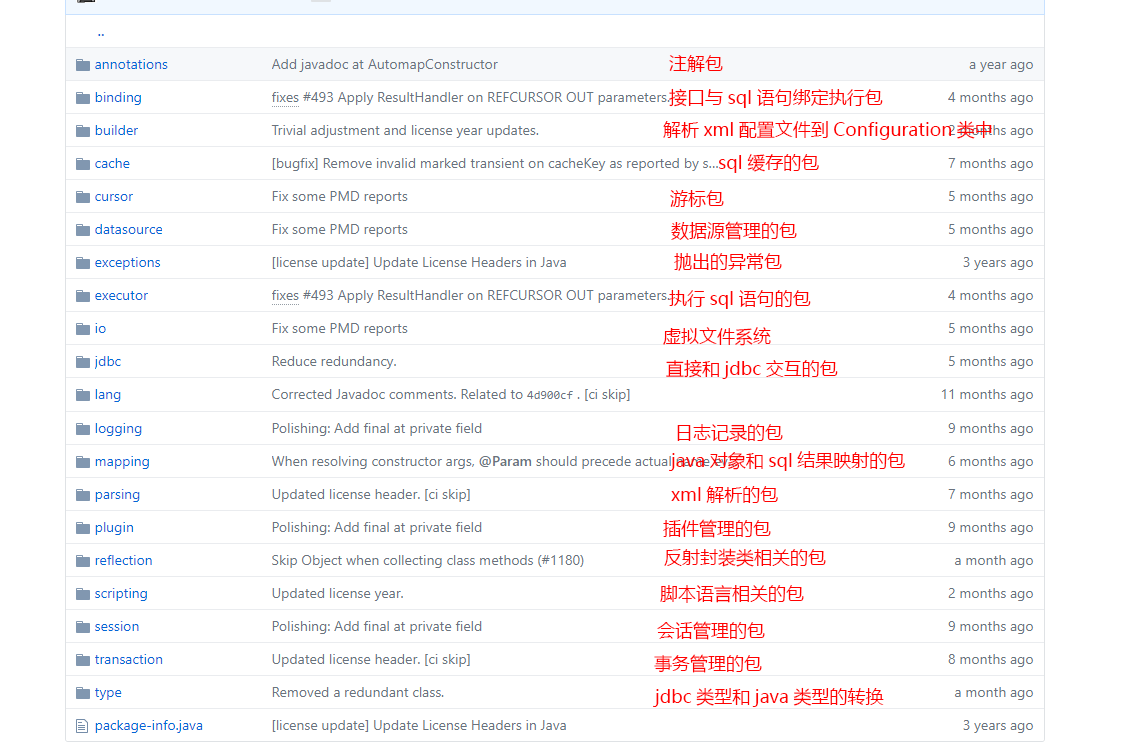 ..
annotations Add javadoc at AutomapConstructor 注解包 a year ago
binding fixes #493 Apply ResultHandler on REFCURSOR OUT parameters. 接口与 sql 语句绑定执行包 4 months ago
builder Trivial adjustment and license year updates. 解析 xml 配置文件到 Configuration 类中 2 months ago
cache [bugfix] Remove invalid marked transient on cacheKey as reported by s... sql 缓存的包 7 months ago
cursor Fix some PMD reports 游标包 5 months ago
datasource Fix some PMD reports 数据源管理的包 5 months ago
exceptions [license update] Update License Headers in Java 抛出的异常包 3 years ago
executor fixes #493 Apply ResultHandler on REFCURSOR OUT parameters. 执行 sql 语句的包 4 months ago
io Fix some PMD reports 虚拟文件系统 5 months ago
jdbc Reduce redundancy. 直接和 jdbc 交互的包 5 months ago
lang Corrected Javadoc comments. Related to 4d900cf . [ci skip] 11 months ago
logging Polishing: Add final at private field 日志记录的包 9 months ago
mapping When resolving constructor args, @Param should precede actual java 对象和 sql 结果映射的包 6 months ago
parsing Updated license header. [ci skip] xml 解析的包 7 months ago
plugin Polishing: Add final at private field 插件管理的包 9 months ago
reflection Skip Object when collecting class methods (#1180) 反射封装类相关的包 a month ago
scripting Updated license year. 脚本语言相关的包 2 months ago
session Polishing: Add final at private field 会话管理的包 9 months ago
transaction Updated license header. [ci skip] 事务管理的包 8 months ago
type Removed a redundant class. jdbc 类型和 java 类型的转换 a month ago
package-info.java [license update] Update License Headers in Java 3 years ago